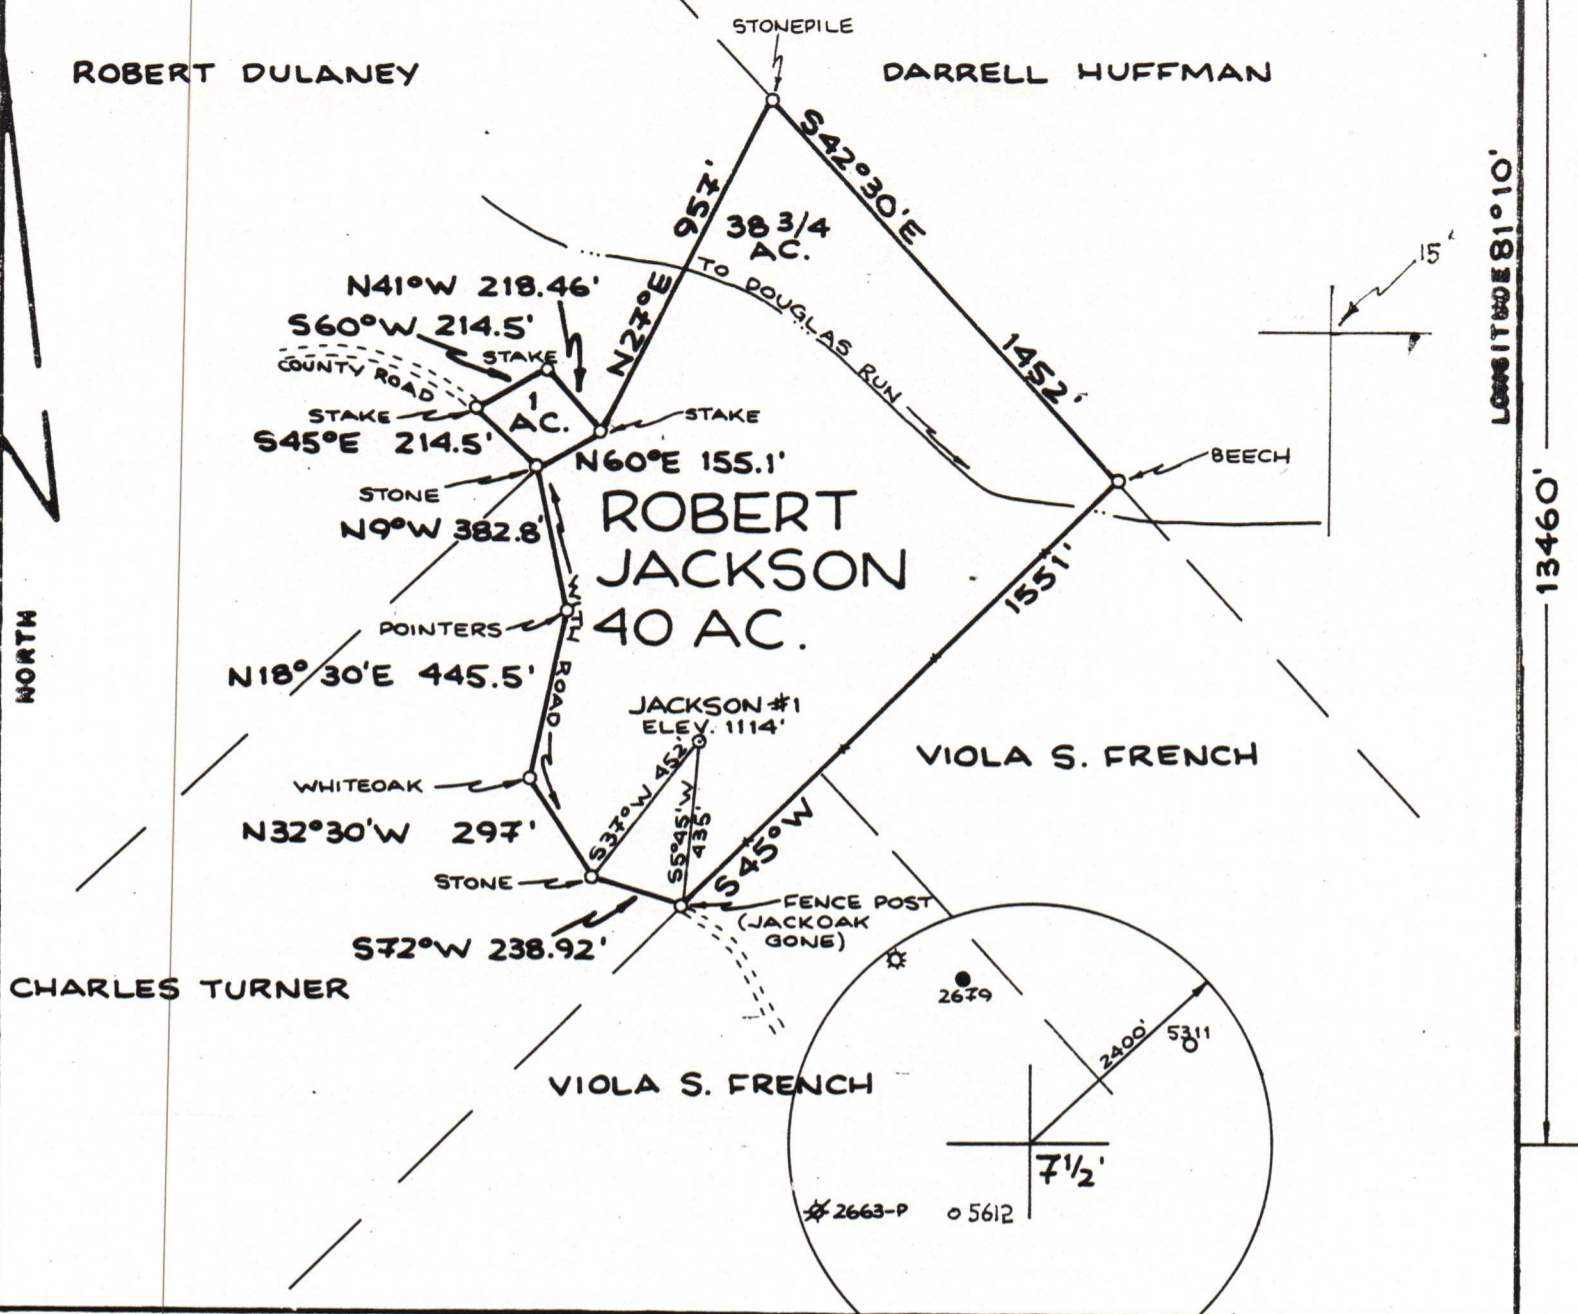 STONEPILE
ROBERT DULANEY
DARRELL HUFFMAN
S42°30'E
1452'
957'
N27°E
38 3/4
AC.
TO DOUGLAS RUN
15'
LONGITUDE 81° 10'
13460'
N41°W 218.46'
S60°W 214.5'
STAKE
COUNTY ROAD
1
AC.
STAKE
STAKE
S45°E 214.5'
N60°E 155.1'
BEECH
STONE
N9°W 382.8'
ROBERT
JACKSON
40 AC.
1551'
S45°W
WITH ROAD
POINTERS
NORTH
N18° 30'E 445.5'
JACKSON #1
ELEV. 1114'
VIOLA S. FRENCH
WHITEOAK
S37°W 452'
S5°45'W
435'
N32°30'W 297'
STONE
FENCE POST
(JACKOAK
GONE)
S72°W 238.92'
CHARLES TURNER
2679
2400'
5311
VIOLA S. FRENCH
7 1/2'
2663-P
5612